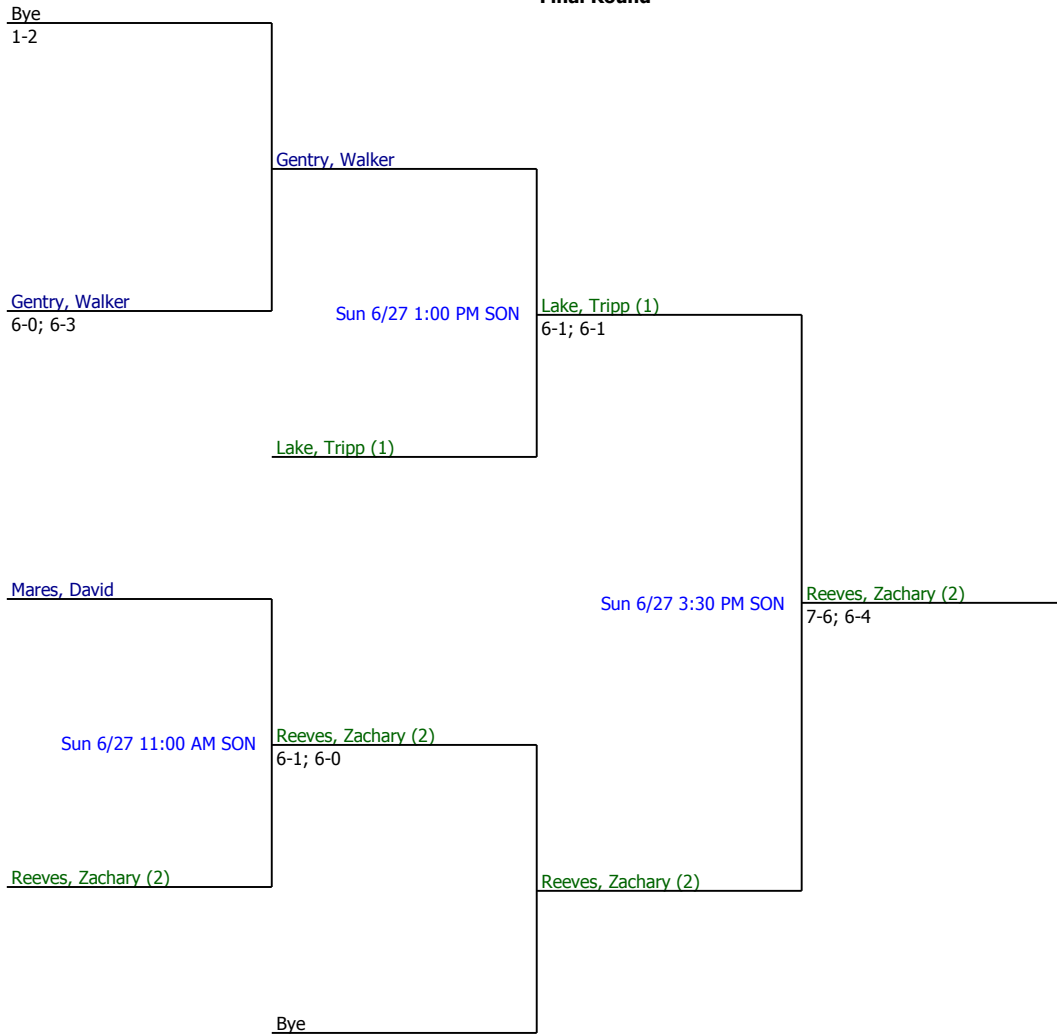 Final Round
Bye
1-2
Gentry, Walker
Gentry, Walker
6-0; 6-3
Sun 6/27 1:00 PM SON
Lake, Tripp (1)
6-1; 6-1
Lake, Tripp (1)
Mares, David
Sun 6/27 3:30 PM SON
Reeves, Zachary (2)
7-6; 6-4
Sun 6/27 11:00 AM SON
Reeves, Zachary (2)
6-1; 6-0
Reeves, Zachary (2)
Reeves, Zachary (2)
Bye